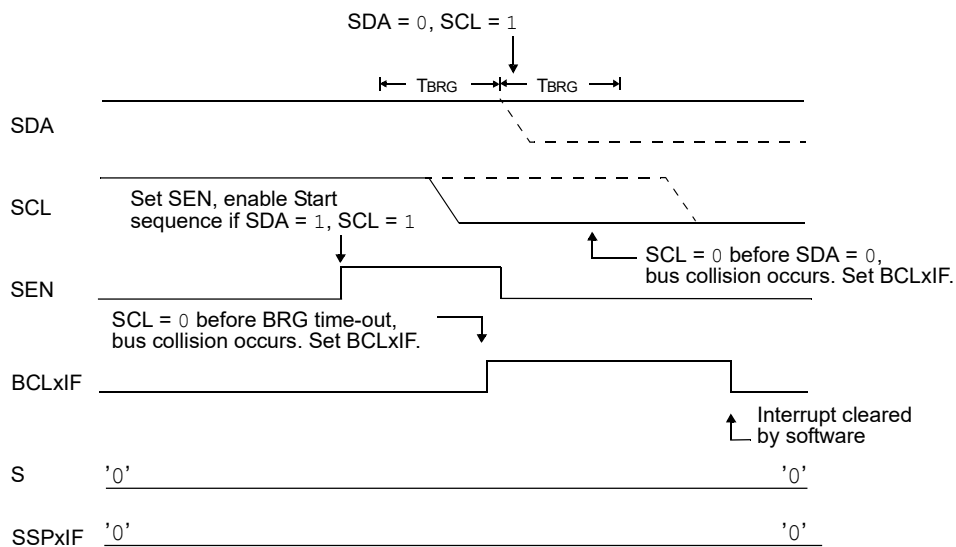 SDA = 0, SCL = 1
TBRG
TBRG
SDA
SCL
Set SEN, enable Start
sequence if SDA = 1, SCL = 1
SCL = 0 before SDA = 0,
bus collision occurs. Set BCLxIF.
SEN
SCL = 0 before BRG time-out,
bus collision occurs. Set BCLxIF.
BCLxIF
Interrupt cleared
by software
S
'0'
'0'
SSPxIF
'0'
'0'